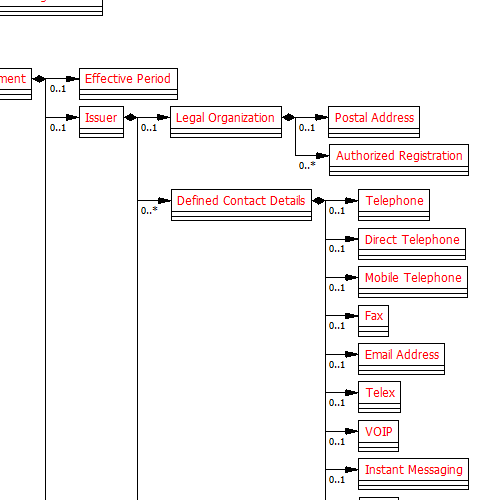 ment
Effective Period
0..1
Issuer
Legal Organization
Postal Address
0..1
0..1
0..1
Authorized Registration
0..*
Defined Contact Details
Telephone
0..*
0..1
Direct Telephone
0..1
Mobile Telephone
0..1
Fax
0..1
Email Address
0..1
Telex
0..1
VOIP
0..1
Instant Messaging
0..1